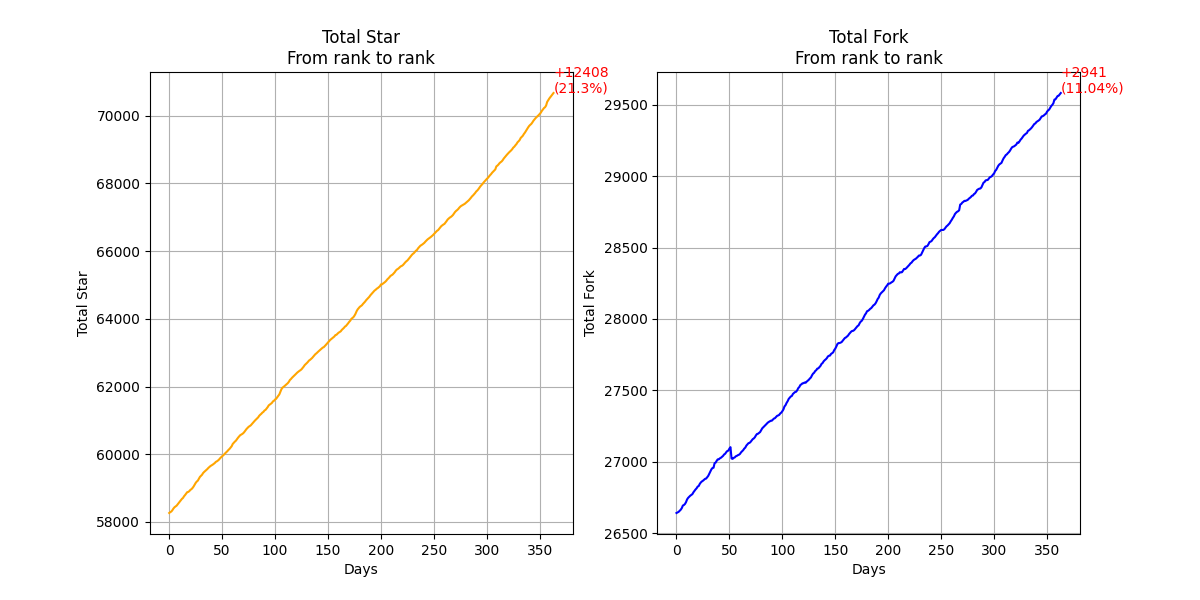 Total Star
From rank to rank
+12408
(21.3%)
70000
68000
66000
64000
62000
60000
58000
Total Star
0 50 100 150 200 250 300 350
Days
Total Fork
From rank to rank
+2941
(11.04%)
29500
29000
28500
28000
27500
27000
26500
Total Fork
0 50 100 150 200 250 300 350
Days